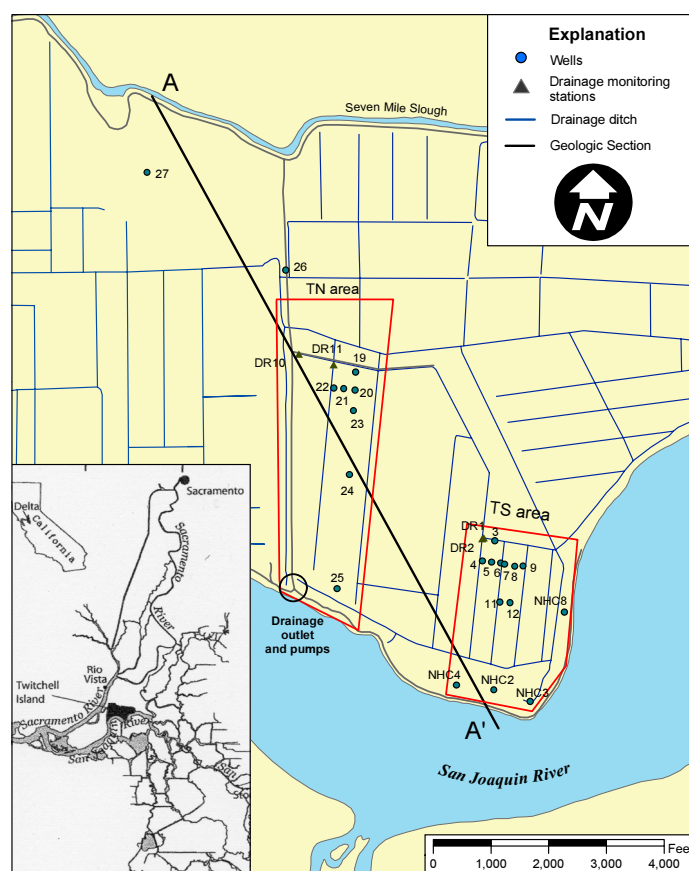 Explanation
Wells
Drainage monitoring
stations
Drainage ditch
Geologic Section
N
A
Seven Mile Slough
27
26
TN area
DR11
DR10
19
22
21
20
23
24
25
Drainage
outlet
and pumps
TS area
DR1
3
DR2
4
5
6
7
8
9
11
12
NHC8
NHC4
NHC2
NHC3
A'
San Joaquin River
Sacramento
Delta
California
Sacramento
River
Rio
Vista
Twitchell
Island
Sacramento River
San Joaquin River
San
Sto
Feet
0
1,000
2,000
3,000
4,000